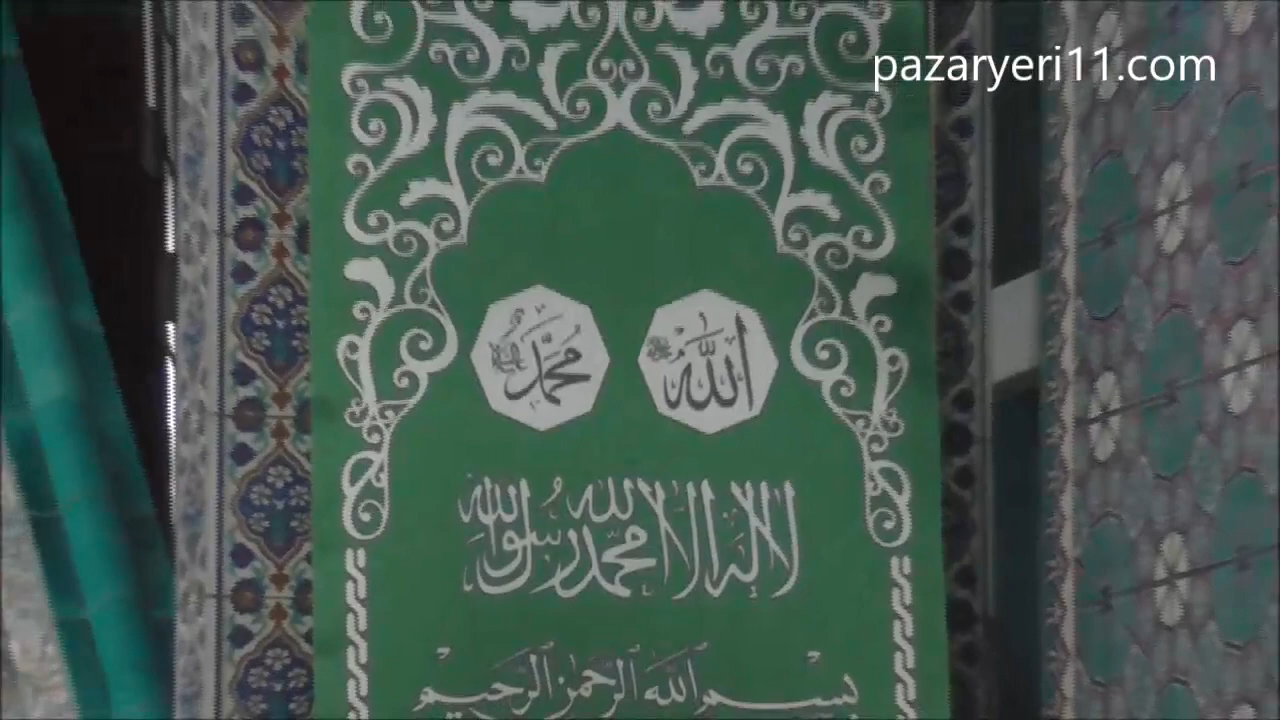 pazaryeri11.com
الله محمد
لا إله إلا الله محمد رسول الله
بسم الله الرحمن الرحيم